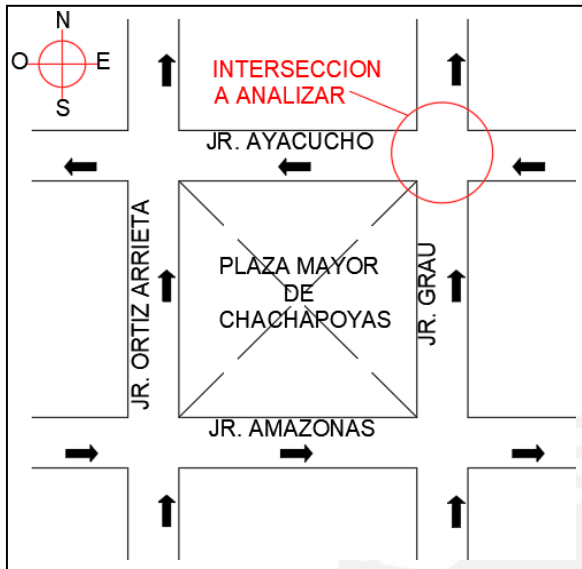 N
O E
S
INTERSECCION
A ANALIZAR
JR. AYACUCHO
JR. ORTIZ ARRIETA
PLAZA MAYOR
DE
CHACHAPOYAS
JR. GRAU
JR. AMAZONAS